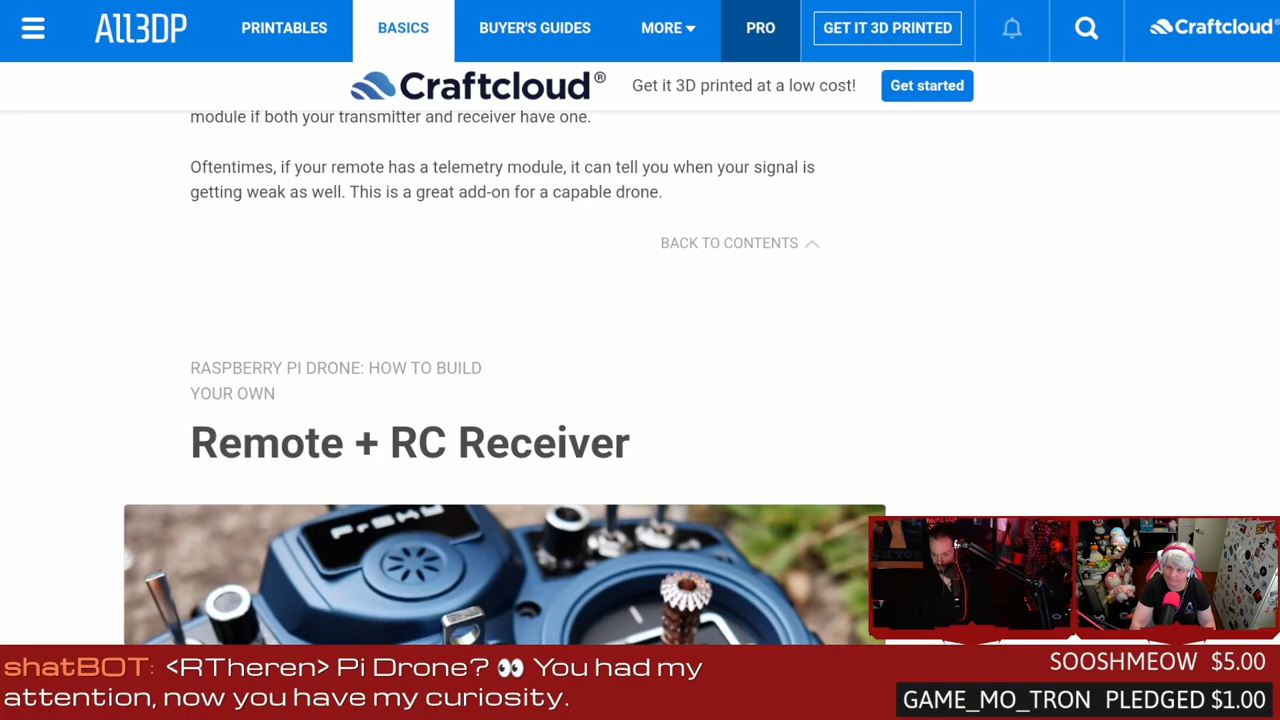 All3DP
PRINTABLES
BASICS
BUYER'S GUIDES
MORE
PRO
GET IT 3D PRINTED
Craftcloud®
Craftcloud®
Get it 3D printed at a low cost!
Get started
module if both your transmitter and receiver have one.
Oftentimes, if your remote has a telemetry module, it can tell you when your signal is
getting weak as well. This is a great add-on for a capable drone.
BACK TO CONTENTS
RASPBERRY PI DRONE: HOW TO BUILD
YOUR OWN
Remote + RC Receiver
FrSKY
shatBOT: <RTheren> Pi Drone? 👀 You had my
attention, now you have my curiosity.
SOOSHMEOW $5.00
GAME_MO_TRON PLEDGED $1.00